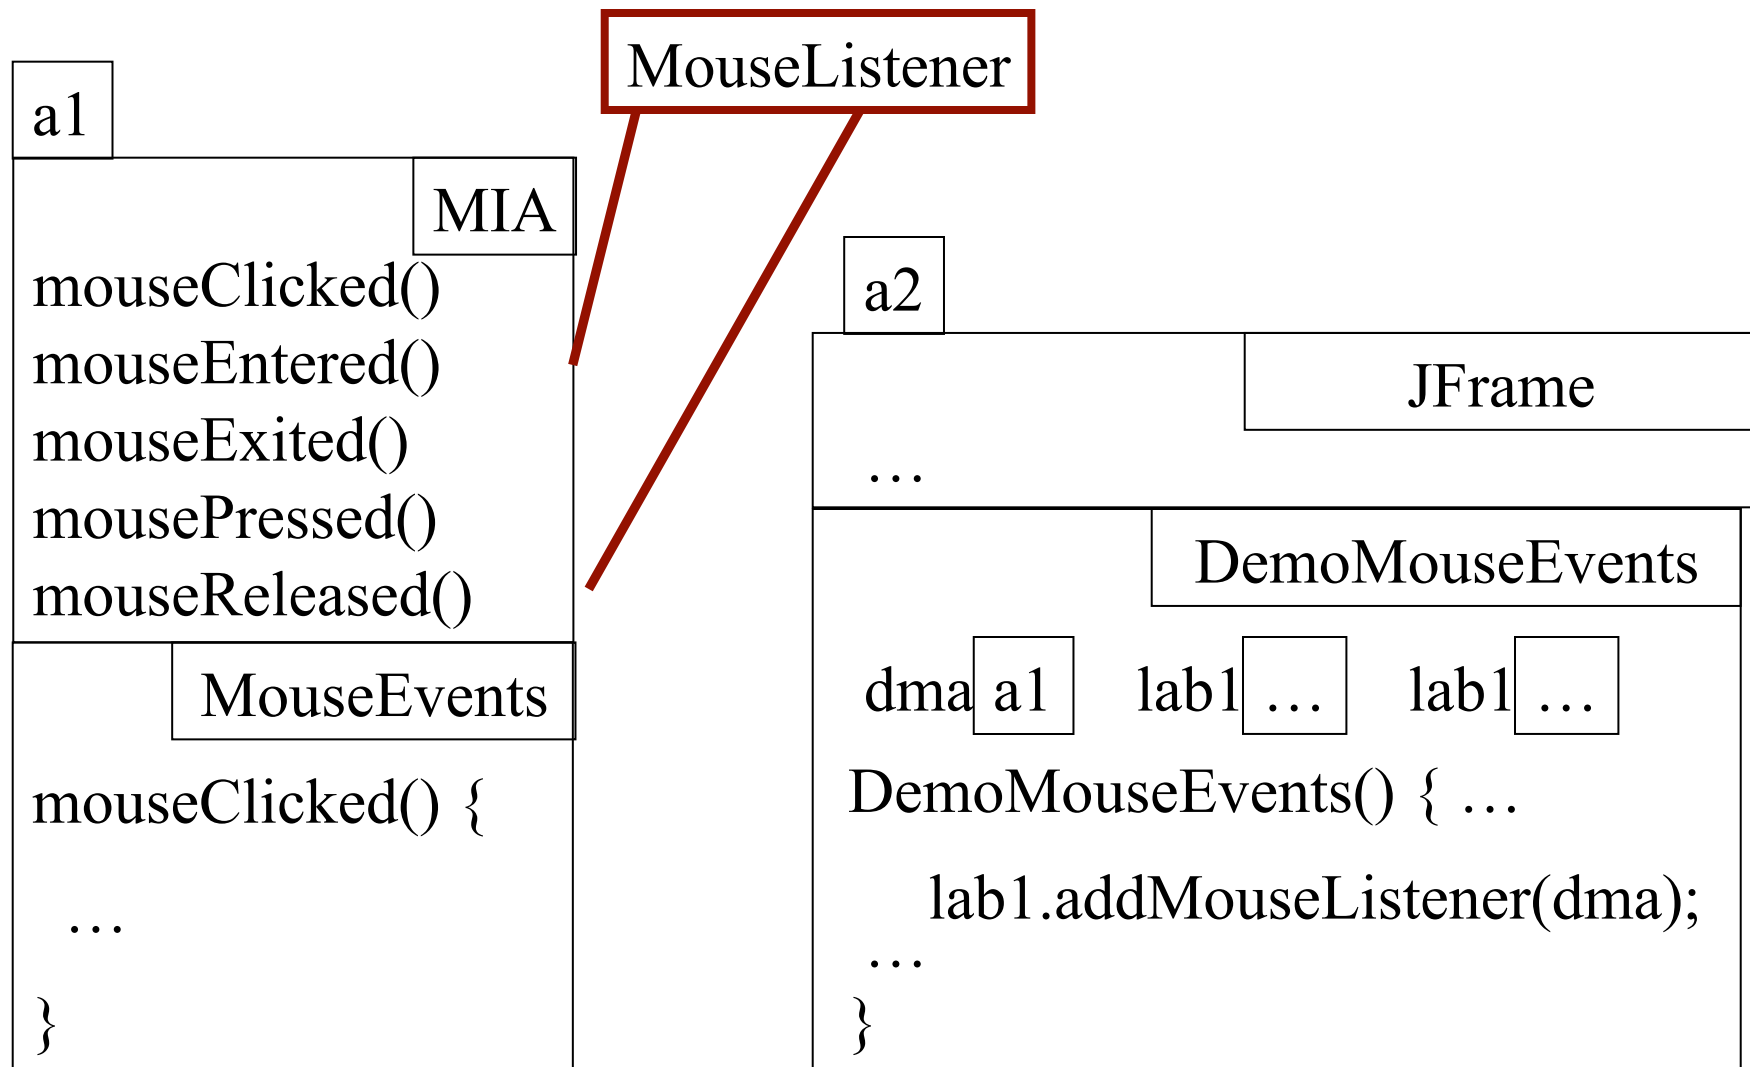 MouseListener
a1
MIA
mouseClicked()
mouseEntered()
mouseExited()
mousePressed()
mouseReleased()
MouseEvents
mouseClicked() {
…
}
a2
JFrame
…
DemoMouseEvents
dma a1 lab1 … lab1 …
DemoMouseEvents() { …
lab1.addMouseListener(dma);
…
}